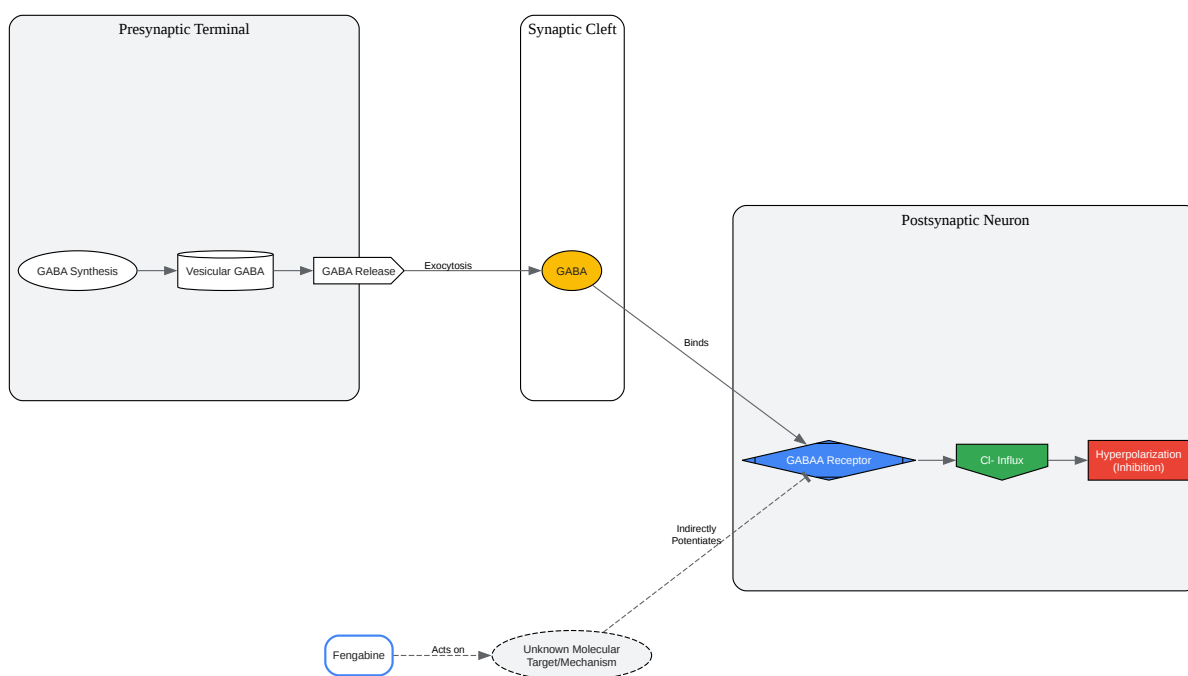 Presynaptic Terminal
Synaptic Cleft
Postsynaptic Neuron
GABA Synthesis
Vesicular GABA
GABA Release
Exocytosis
GABA
Binds
GABAA Receptor
Cl- Influx
Hyperpolarization
(Inhibition)
Indirectly
Potentiates
Fengabine
Acts on
Unknown Molecular
Target/Mechanism